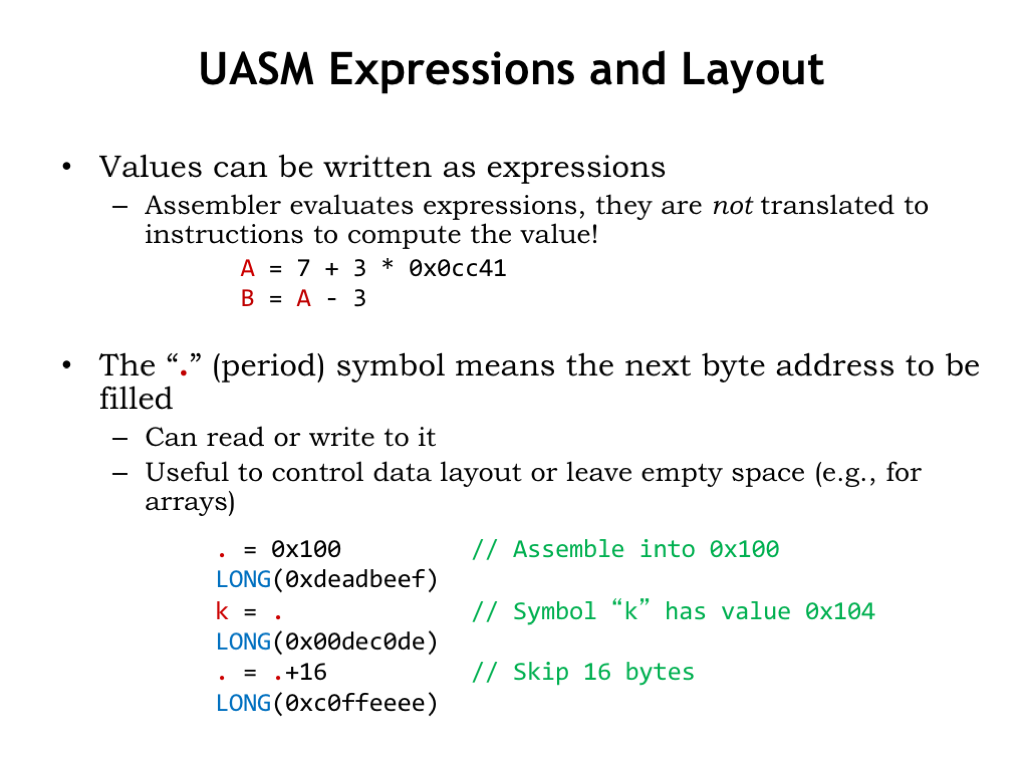 UASM Expressions and Layout
• Values can be written as expressions
– Assembler evaluates expressions, they are not translated to
instructions to compute the value!
A = 7 + 3 * 0x0cc41
B = A - 3
• The “.” (period) symbol means the next byte address to be
filled
– Can read or write to it
– Useful to control data layout or leave empty space (e.g., for
arrays)
. = 0x100 // Assemble into 0x100
LONG(0xdeadbeef)
k = . // Symbol “k” has value 0x104
LONG(0x00dec0de)
. = .+16 // Skip 16 bytes
LONG(0xc0ffeeee)